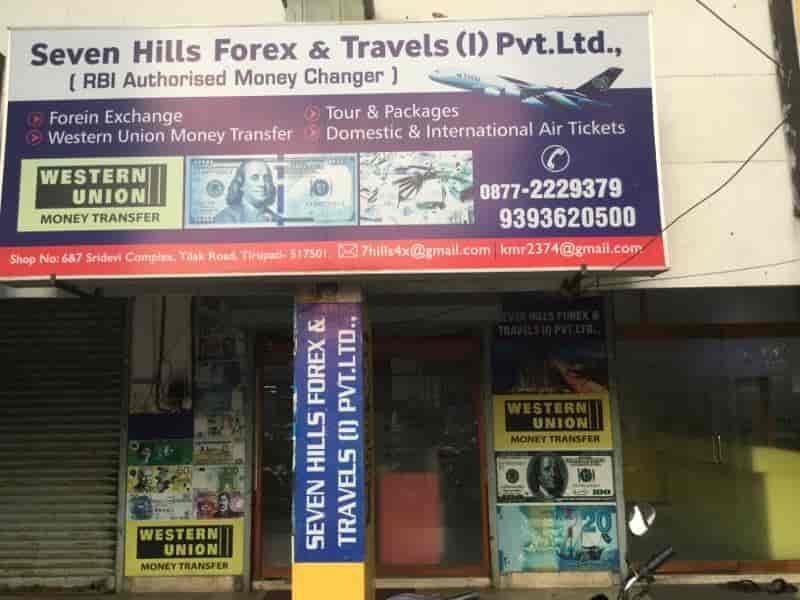 Seven Hills Forex & Travels (I) Pvt.Ltd.,
( RBI Authorised Money Changer )
Forein Exchange
Tour & Packages
Western Union Money Transfer
Domestic & International Air Tickets
WESTERN
UNION
MONEY TRANSFER
0877-2229379
9393620500
Shop No: 6&7 Sridevi Complex, Tilak Road, Tirupati- 517501.
7hills4x@gmail.com
kmr2374@gmail.com
SEVEN HILLS FOREX &
TRAVELS (I) PVT.LTD.,
SEVEN HILLS FOREX &
TRAVELS (I) PVT.LTD.,
WESTERN
UNION
MONEY TRANSFER
100
20
WESTERN
UNION
MONEY TRANSFER